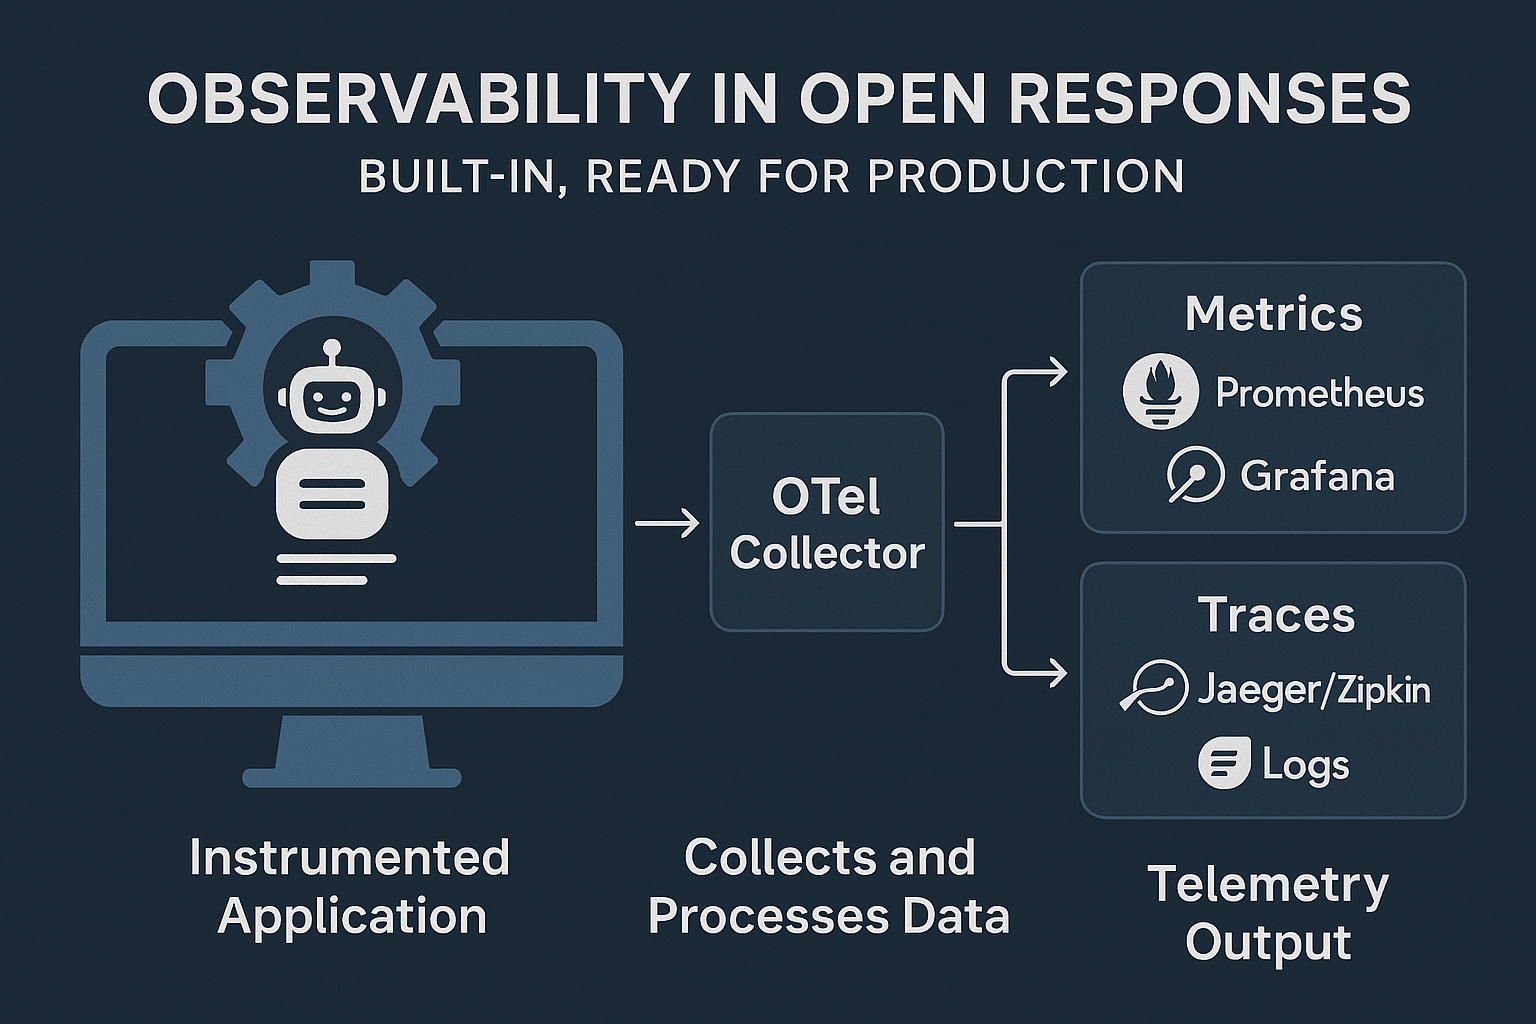 OBSERVABILITY IN OPEN RESPONSES
BUILT-IN, READY FOR PRODUCTION
OTel
Collector
Metrics
Prometheus
Grafana
Traces
Jaeger/Zipkin
Logs
Instrumented
Application
Collects and
Processes Data
Telemetry
Output